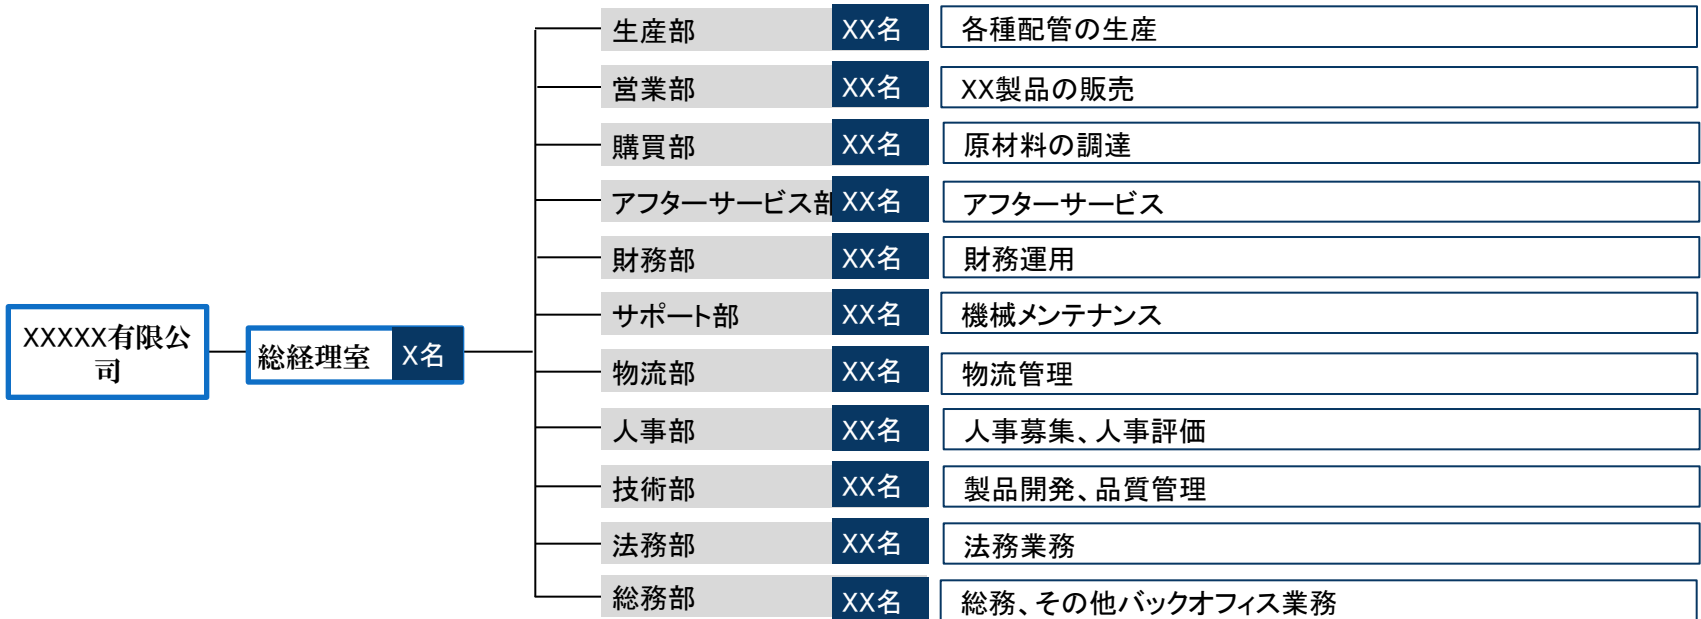 生産部 XX名 各種配管の生産
営業部 XX名 XX製品の販売
購買部 XX名 原材料の調達
アフターサービス部 XX名 アフターサービス
財務部 XX名 財務運用
サポート部 XX名 機械メンテナンス
XXXXX有限公
司
総経理室 X名
物流部 XX名 物流管理
人事部 XX名 人事募集、人事評価
技術部 XX名 製品開発、品質管理
法務部 XX名 法務業務
総務部 XX名 総務、その他バックオフィス業務